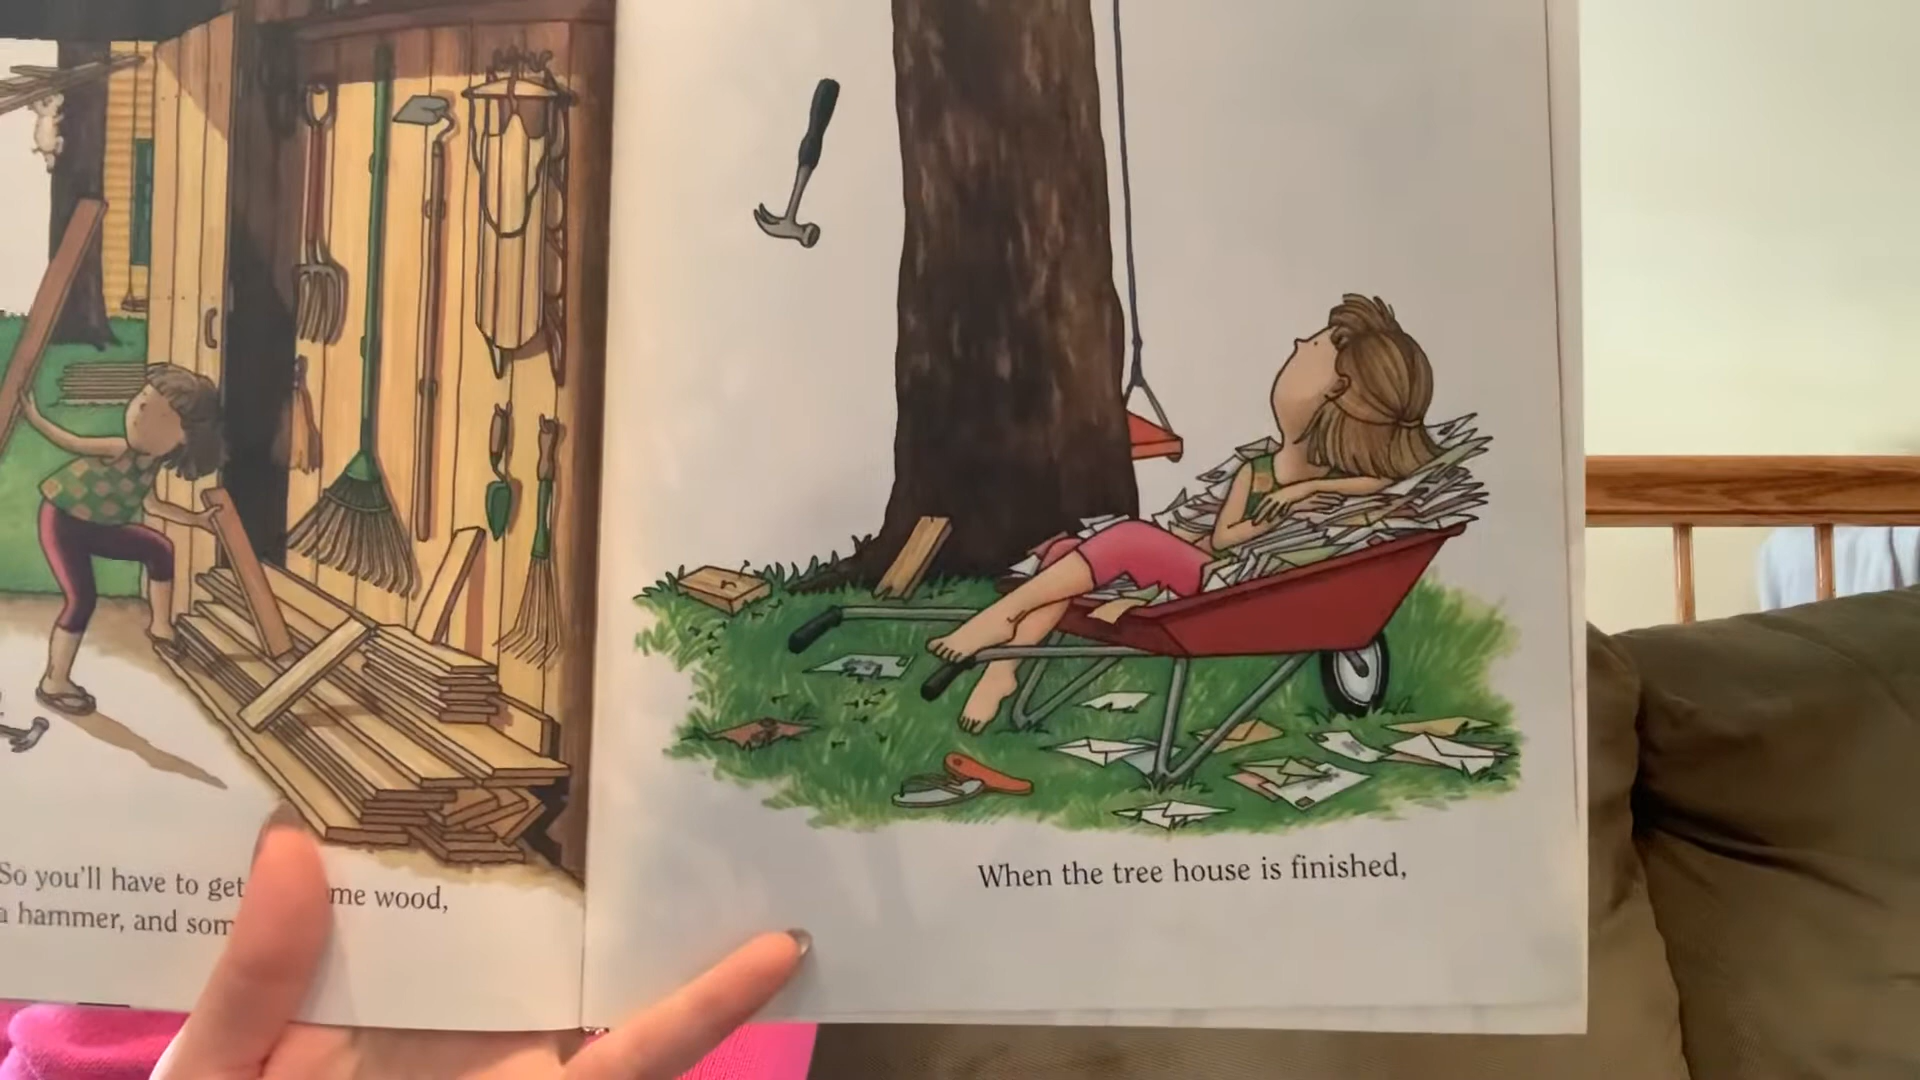 So you'll have to get me wood,
a hammer, and som
When the tree house is finished,